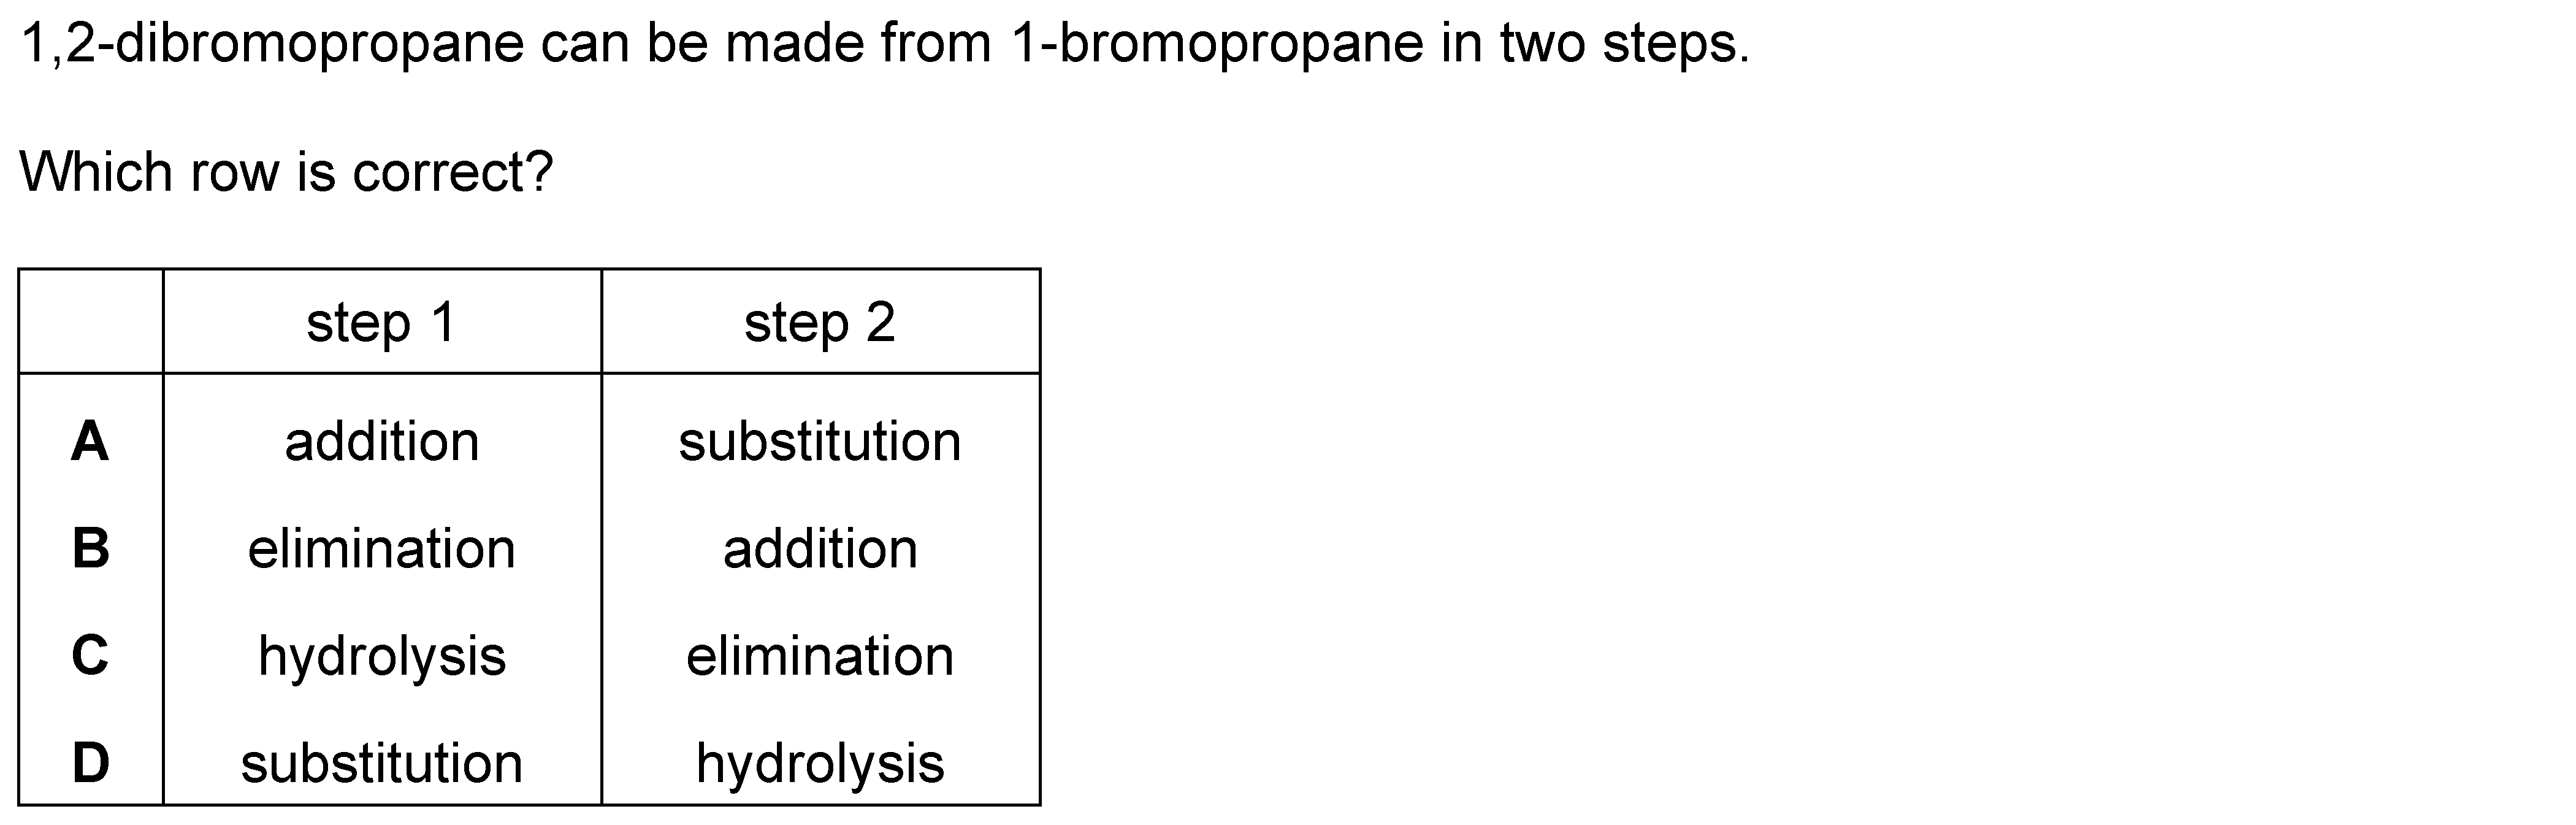 1,2-dibromopropane can be made from 1-bromopropane in two steps.
Which row is correct?
step 1 step 2
A addition substitution
B elimination addition
C hydrolysis elimination
D substitution hydrolysis